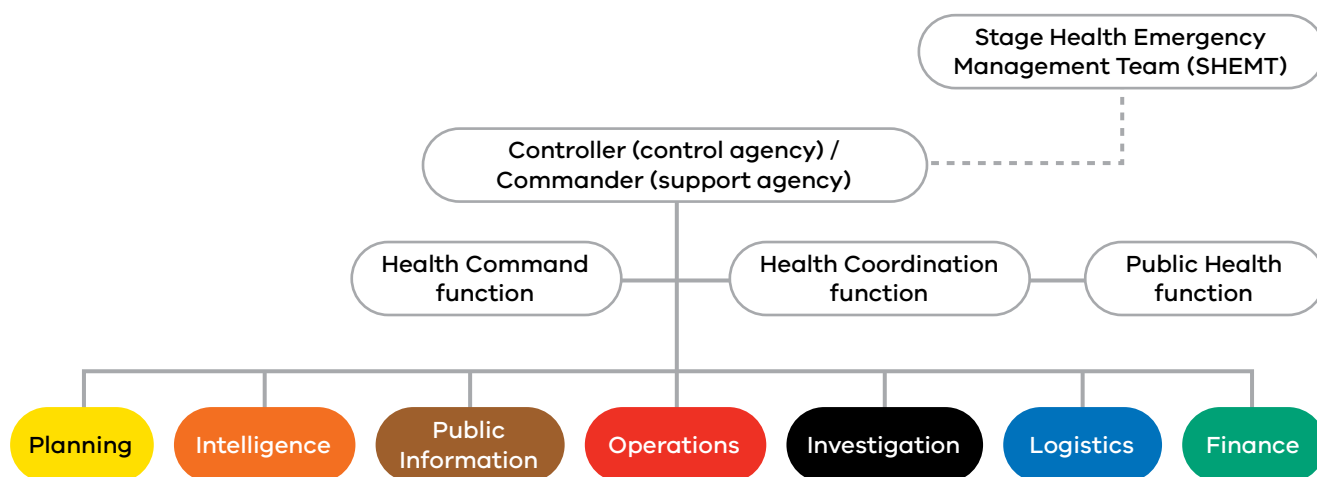 Stage Health Emergency
Management Team (SHEMT)
Controller (control agency) /
Commander (support agency)
Health Command
function
Health Coordination
function
Public Health
function
Planning
Intelligence
Public
Information
Operations
Investigation
Logistics
Finance